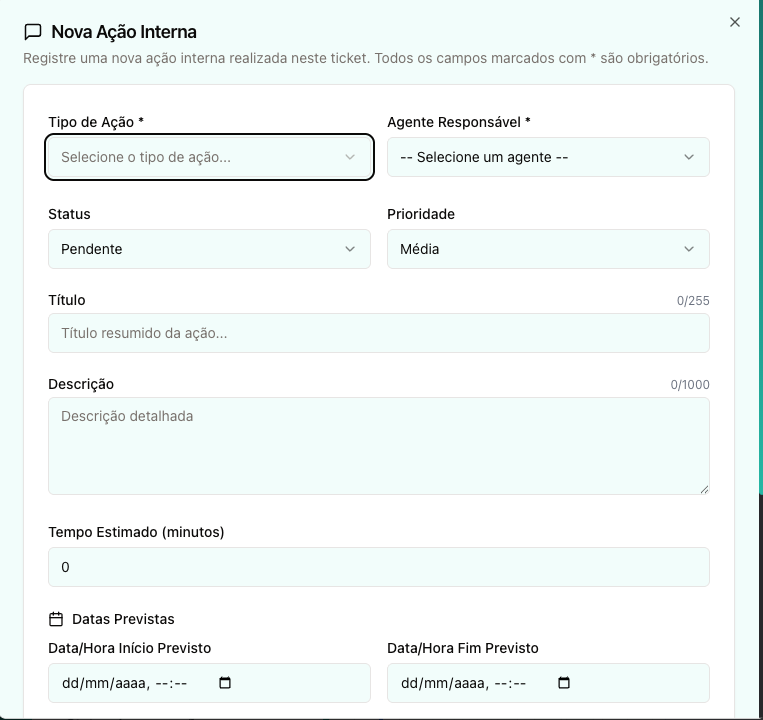 Nova Ação Interna
Registre uma nova ação interna realizada neste ticket. Todos os campos marcados com * são obrigatórios.
Tipo de Ação *
Selecione o tipo de ação...
Agente Responsável *
-- Selecione um agente --
Status
Pendente
Prioridade
Média
Título
0/255
Título resumido da ação...
Descrição
0/1000
Descrição detalhada
Tempo Estimado (minutos)
0
Datas Previstas
Data/Hora Início Previsto
dd/mm/aaaa, --:--
Data/Hora Fim Previsto
dd/mm/aaaa, --:--